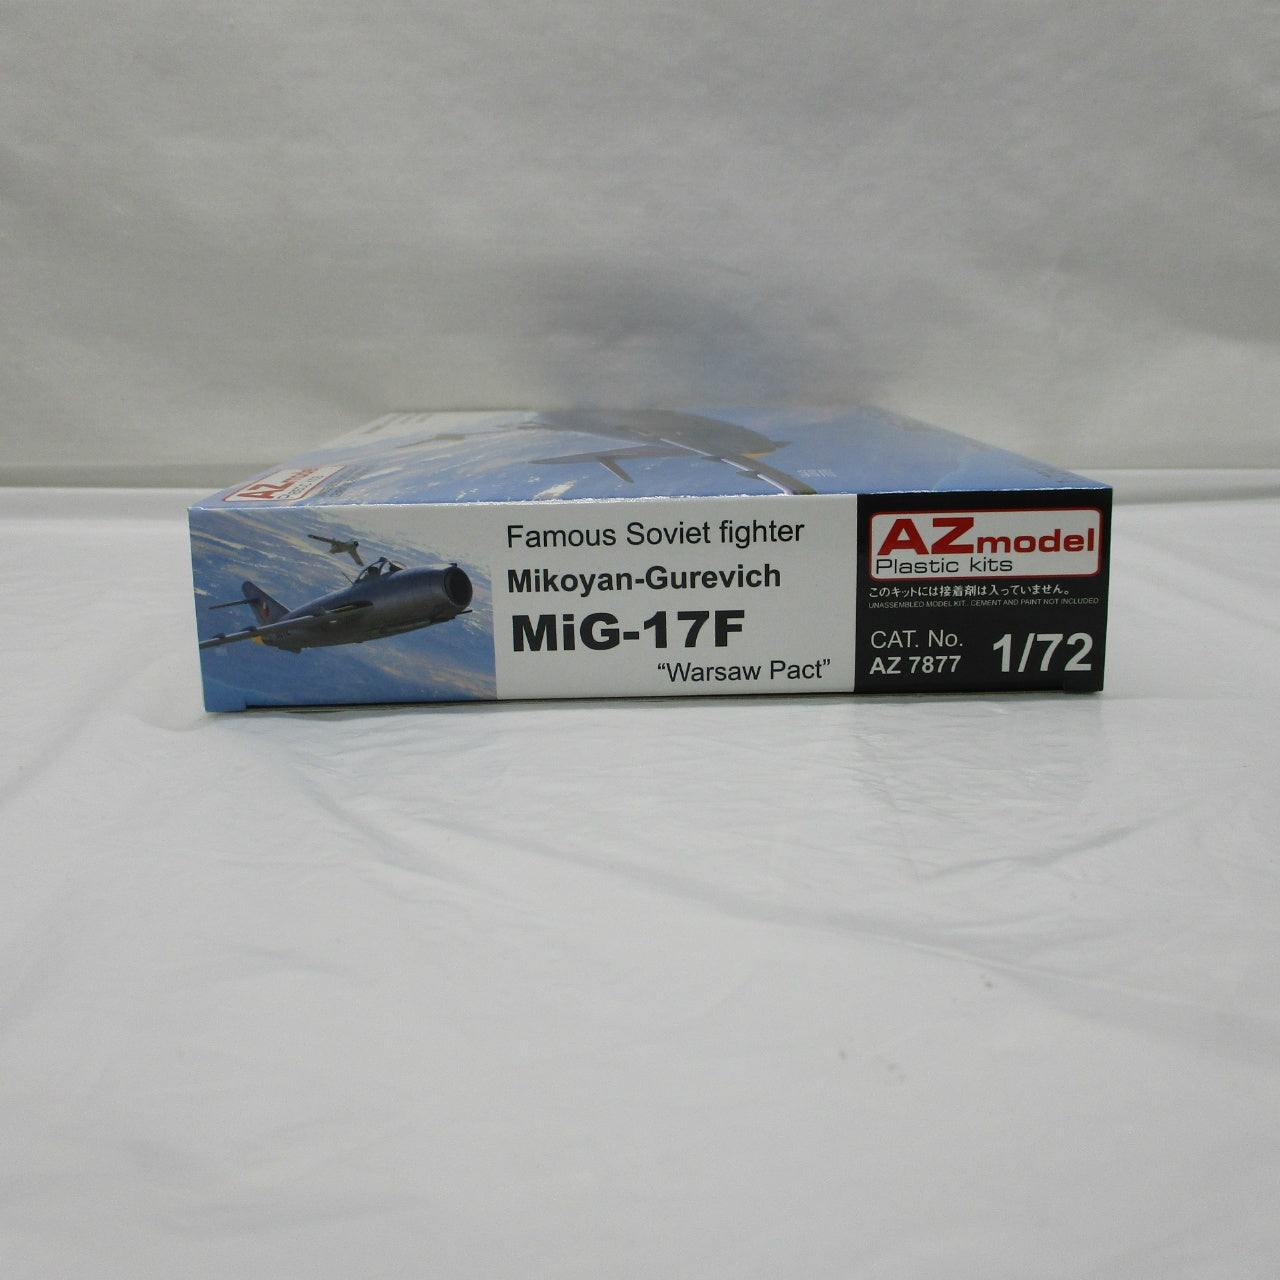 AZmodel
Famous Soviet fighter
Mikoyan-Gurevich
MiG-17F
“Warsaw Pact”
AZmodel
Plastic kits
このキットには接着剤は入っていません。
UNASSEMBLED MODEL KIT. CEMENT AND PAINT NOT INCLUDED
CAT. No.
AZ 7877
1/72